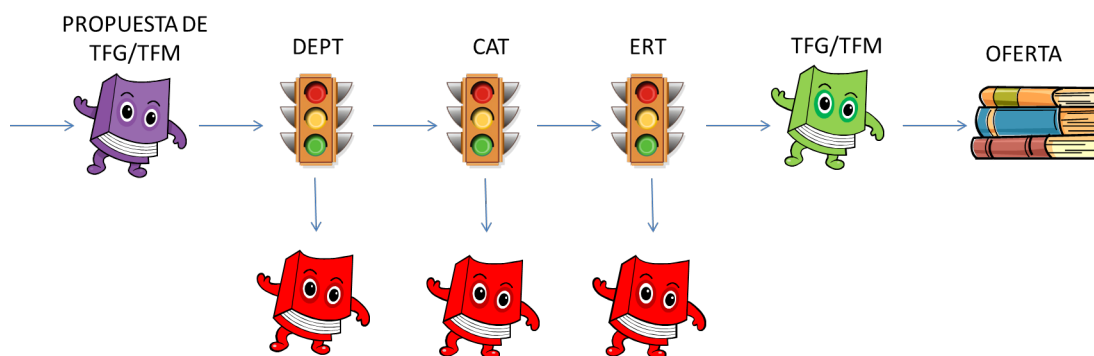 PROPUESTA DE
TFG/TFM
DEPT
CAT
ERT
TFG/TFM
OFERTA